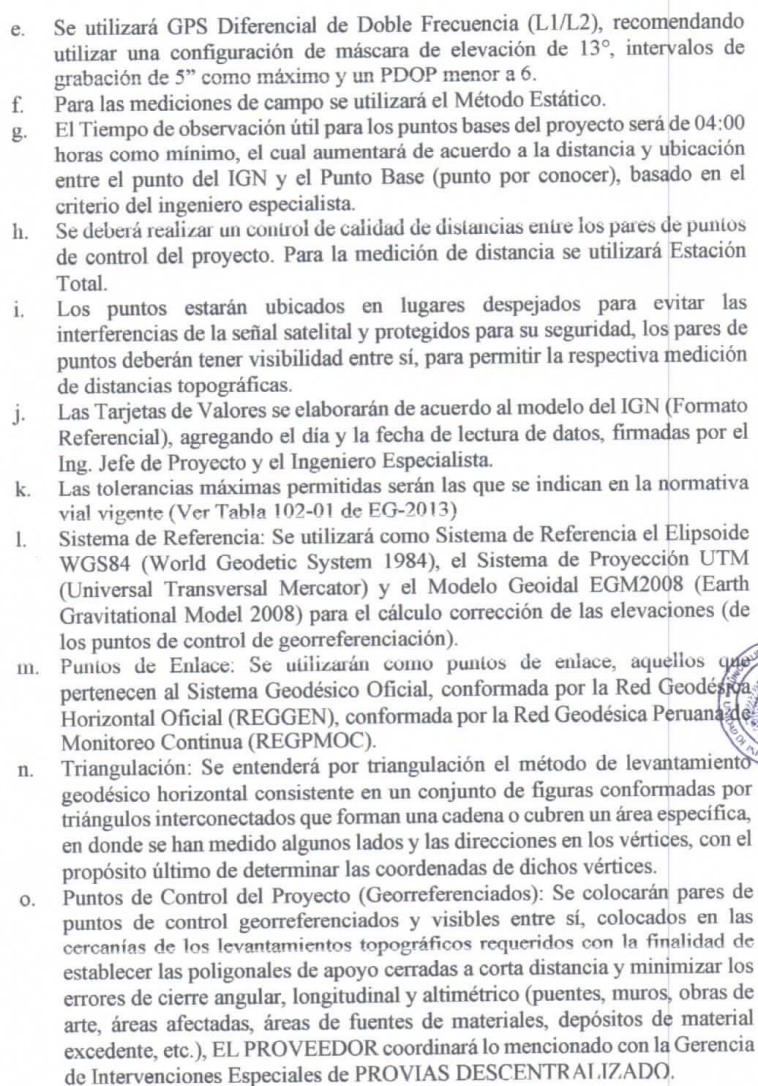 e. Se utilizará GPS Diferencial de Doble Frecuencia (L1/L2), recomendando
utilizar una configuración de máscara de elevación de 13°, intervalos de
grabación de 5” como máximo y un PDOP menor a 6.
f. Para las mediciones de campo se utilizará el Método Estático.
g. El Tiempo de observación útil para los puntos bases del proyecto será de 04:00
horas como mínimo, el cual aumentará de acuerdo a la distancia y ubicación
entre el punto del IGN y el Punto Base (punto por conocer), basado en el
criterio del ingeniero especialista.
h. Se deberá realizar un control de calidad de distancias entre los pares de puntos
de control del proyecto. Para la medición de distancia se utilizará Estación
Total.
i. Los puntos estarán ubicados en lugares despejados para evitar las
interferencias de la señal satelital y protegidos para su seguridad, los pares de
puntos deberán tener visibilidad entre sí, para permitir la respectiva medición
de distancias topográficas.
j. Las Tarjetas de Valores se elaborarán de acuerdo al modelo del IGN (Formato
Referencial), agregando el día y la fecha de lectura de datos, firmadas por el
Ing. Jefe de Proyecto y el Ingeniero Especialista.
k. Las tolerancias máximas permitidas serán las que se indican en la normativa
vial vigente (Ver Tabla 102-01 de EG-2013)
l. Sistema de Referencia: Se utilizará como Sistema de Referencia el Elipsoide
WGS84 (World Geodetic System 1984), el Sistema de Proyección UTM
(Universal Transversal Mercator) y el Modelo Geoidal EGM2008 (Earth
Gravitational Model 2008) para el cálculo corrección de las elevaciones (de
los puntos de control de georreferenciación).
m. Puntos de Enlace: Se utilizarán como puntos de enlace, aquellos que
pertenecen al Sistema Geodésico Oficial, conformada por la Red Geodésica
Horizontal Oficial (REGGEN), conformada por la Red Geodésica Peruana de
Monitoreo Continua (REGPMOC).
n. Triangulación: Se entenderá por triangulación el método de levantamiento
geodésico horizontal consistente en un conjunto de figuras conformadas por
triángulos interconectados que forman una cadena o cubren un área específica,
en donde se han medido algunos lados y las direcciones en los vértices, con el
propósito último de determinar las coordenadas de dichos vértices.
o. Puntos de Control del Proyecto (Georreferenciados): Se colocarán pares de
puntos de control georreferenciados y visibles entre sí, colocados en las
cercanías de los levantamientos topográficos requeridos con la finalidad de
establecer las poligonales de apoyo cerradas a corta distancia y minimizar los
errores de cierre angular, longitudinal y altimétrico (puentes, muros, obras de
arte, áreas afectadas, áreas de fuentes de materiales, depósitos de material
excedente, etc.), EL PROVEEDOR coordinará lo mencionado con la Gerencia
de Intervenciones Especiales de PROVIAS DESCENTRALIZADO.